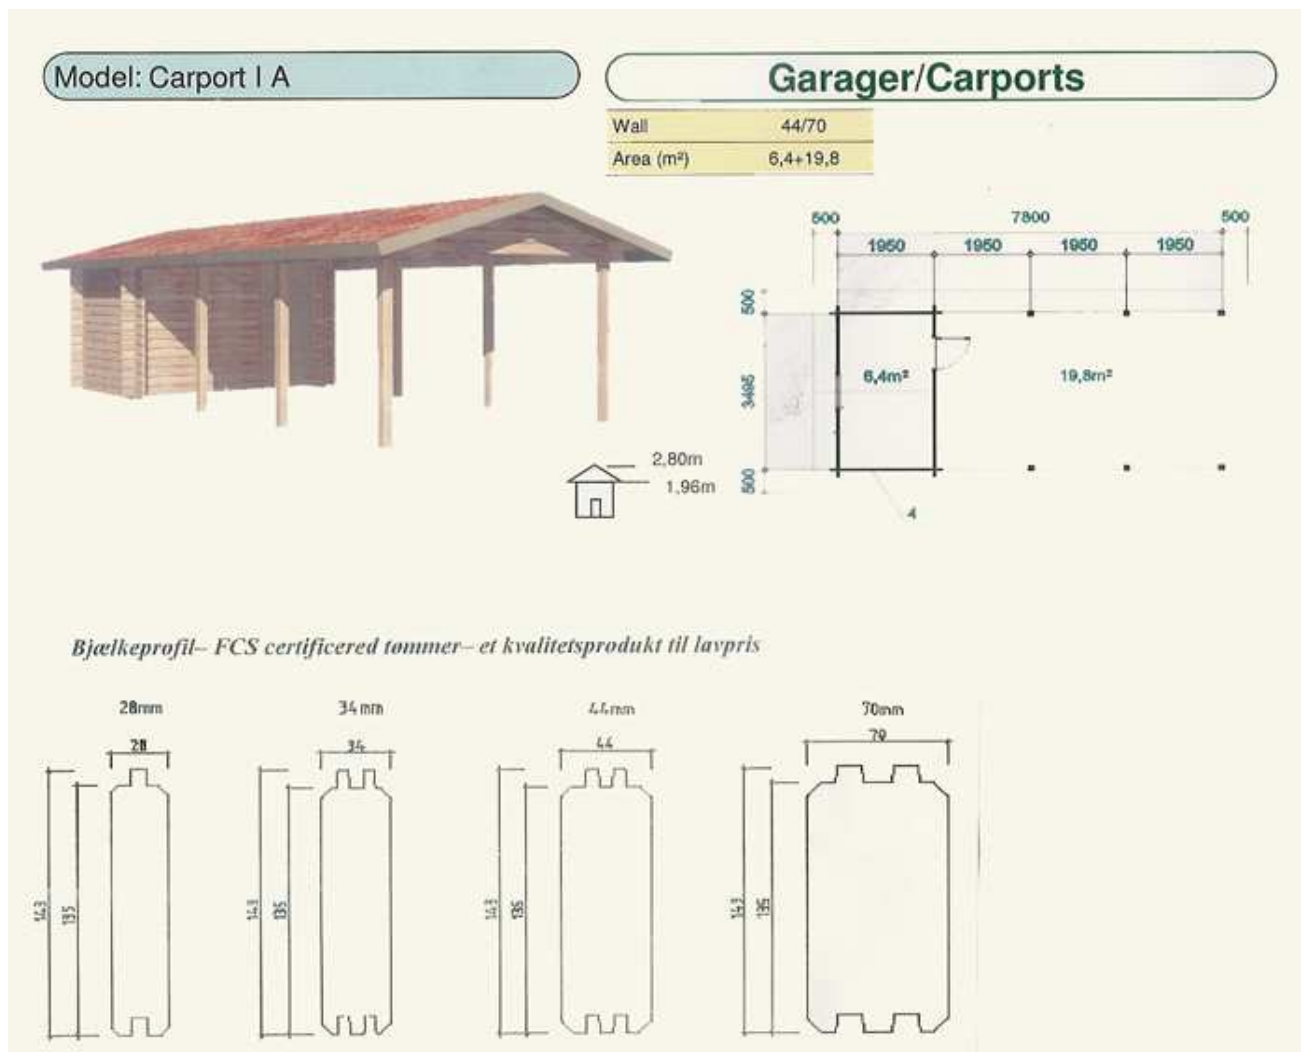 Model: Carport I A
Garager/Carports
Wall 44/70
Area (m²) 6,4+19,8
500 7800 500
1950 1950 1950 1950
500
3495
500
6,4m²
19,8m²
4
2,80m
1,96m
Bjælkeprofil– FCS certificered tømmer– et kvalitetsprodukt til lavpris
28mm 34mm 44mm 70mm
28 34 44 70
143 135 143 135 143 135 143 135